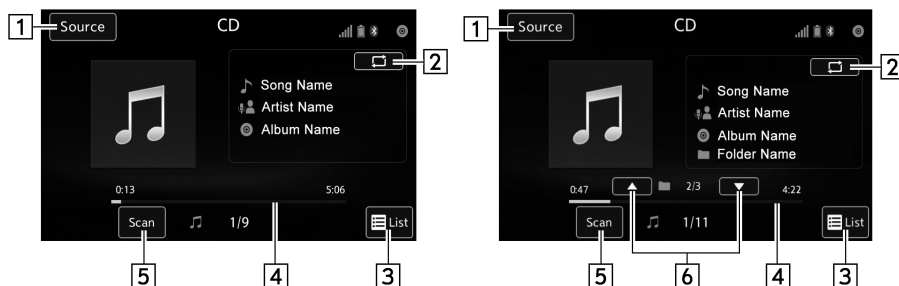 1 Source CD
2
Song Name
Artist Name
Album Name
0:13 5:06
Scan 1/9 List
5 4 3
1 Source CD
2
Song Name
Artist Name
Album Name
Folder Name
0:47 2/3 4:22
Scan 1/11 List
5 6 4 3